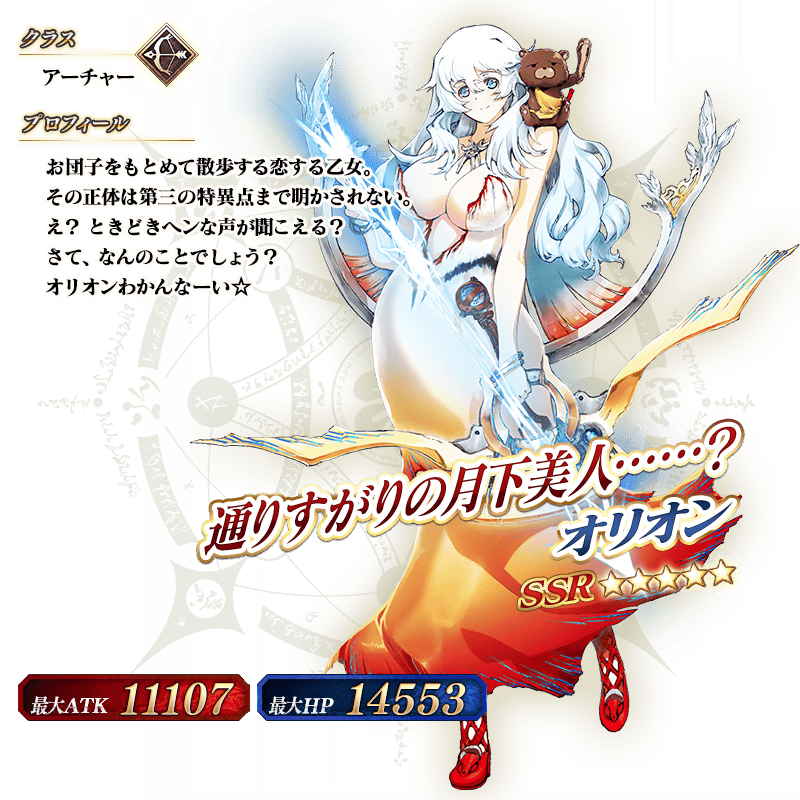 クラス
アーチャー
プロフィール
お団子をもとめて散歩する恋する乙女。
その正体は第三の特異点まで明かされない。
え？ ときどきヘンな声が聞こえる？
さて、なんのことでしょう？
オリオンわかんなーい☆
通りすがりの月下美人……？
オリオン
SSR ☆☆☆☆☆
最大ATK 11107
最大HP 14553